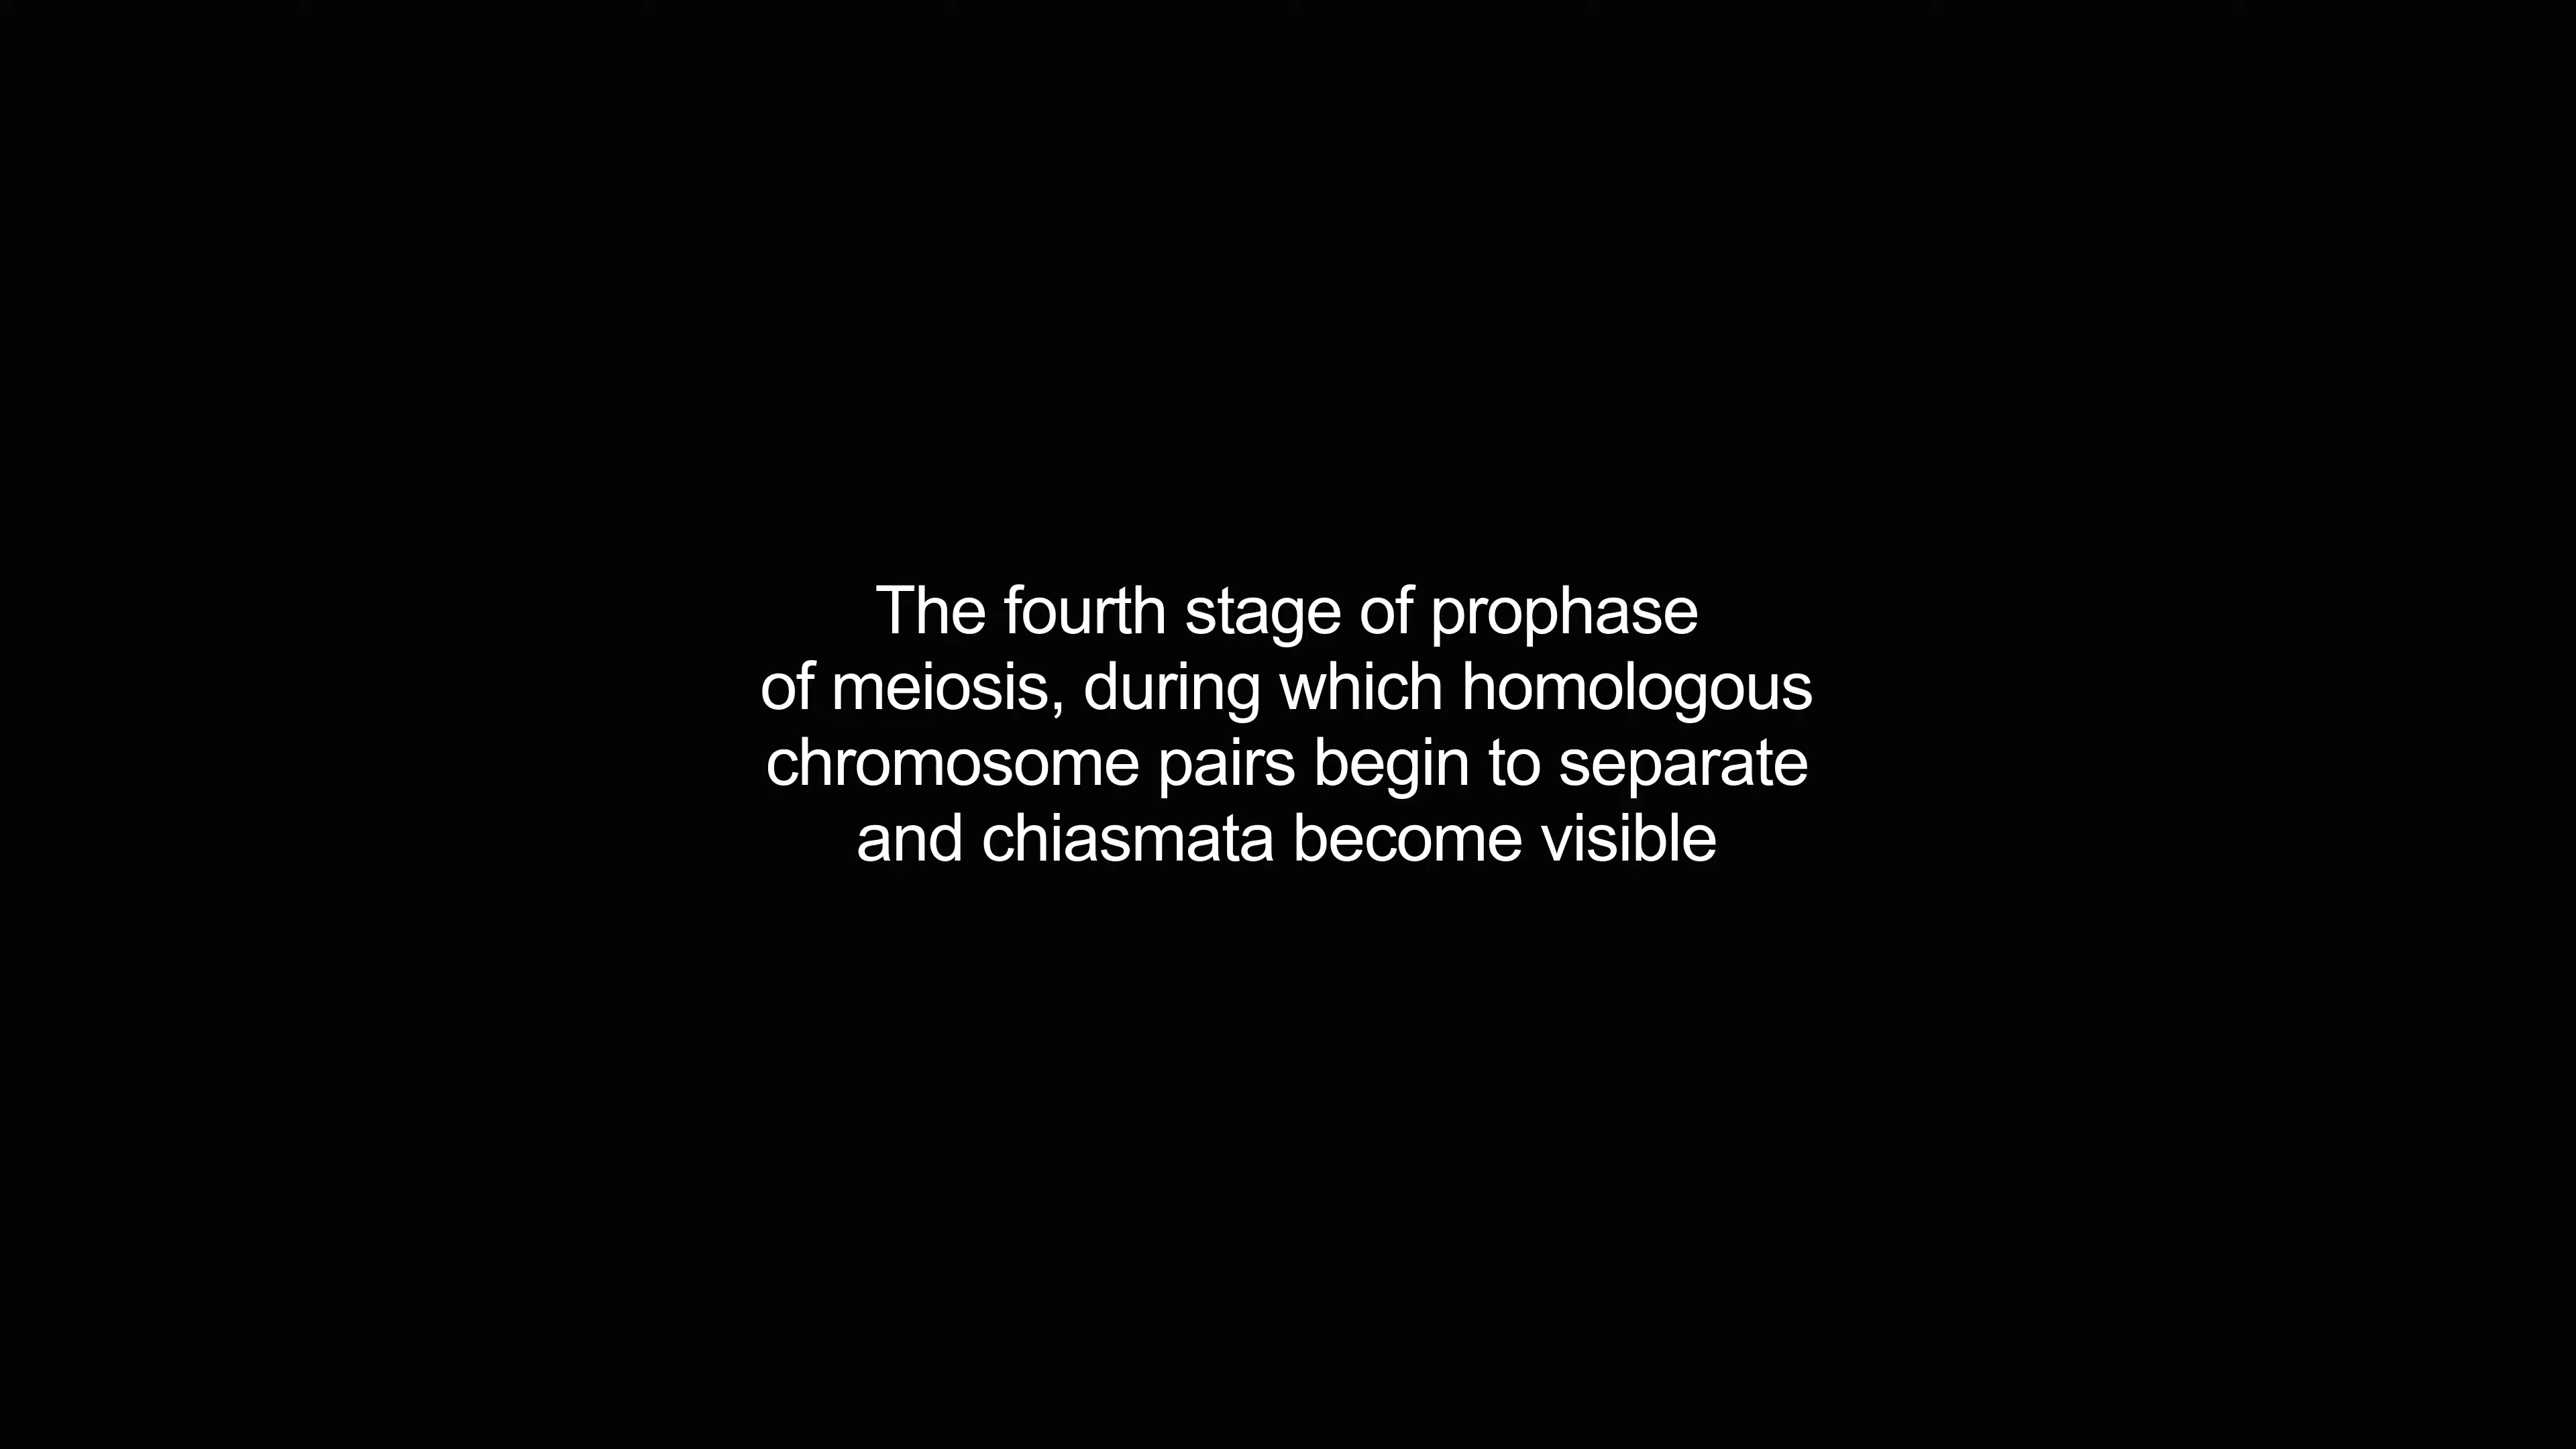 The fourth stage of prophase
of meiosis, during which homologous
chromosome pairs begin to separate
and chiasmata become visible